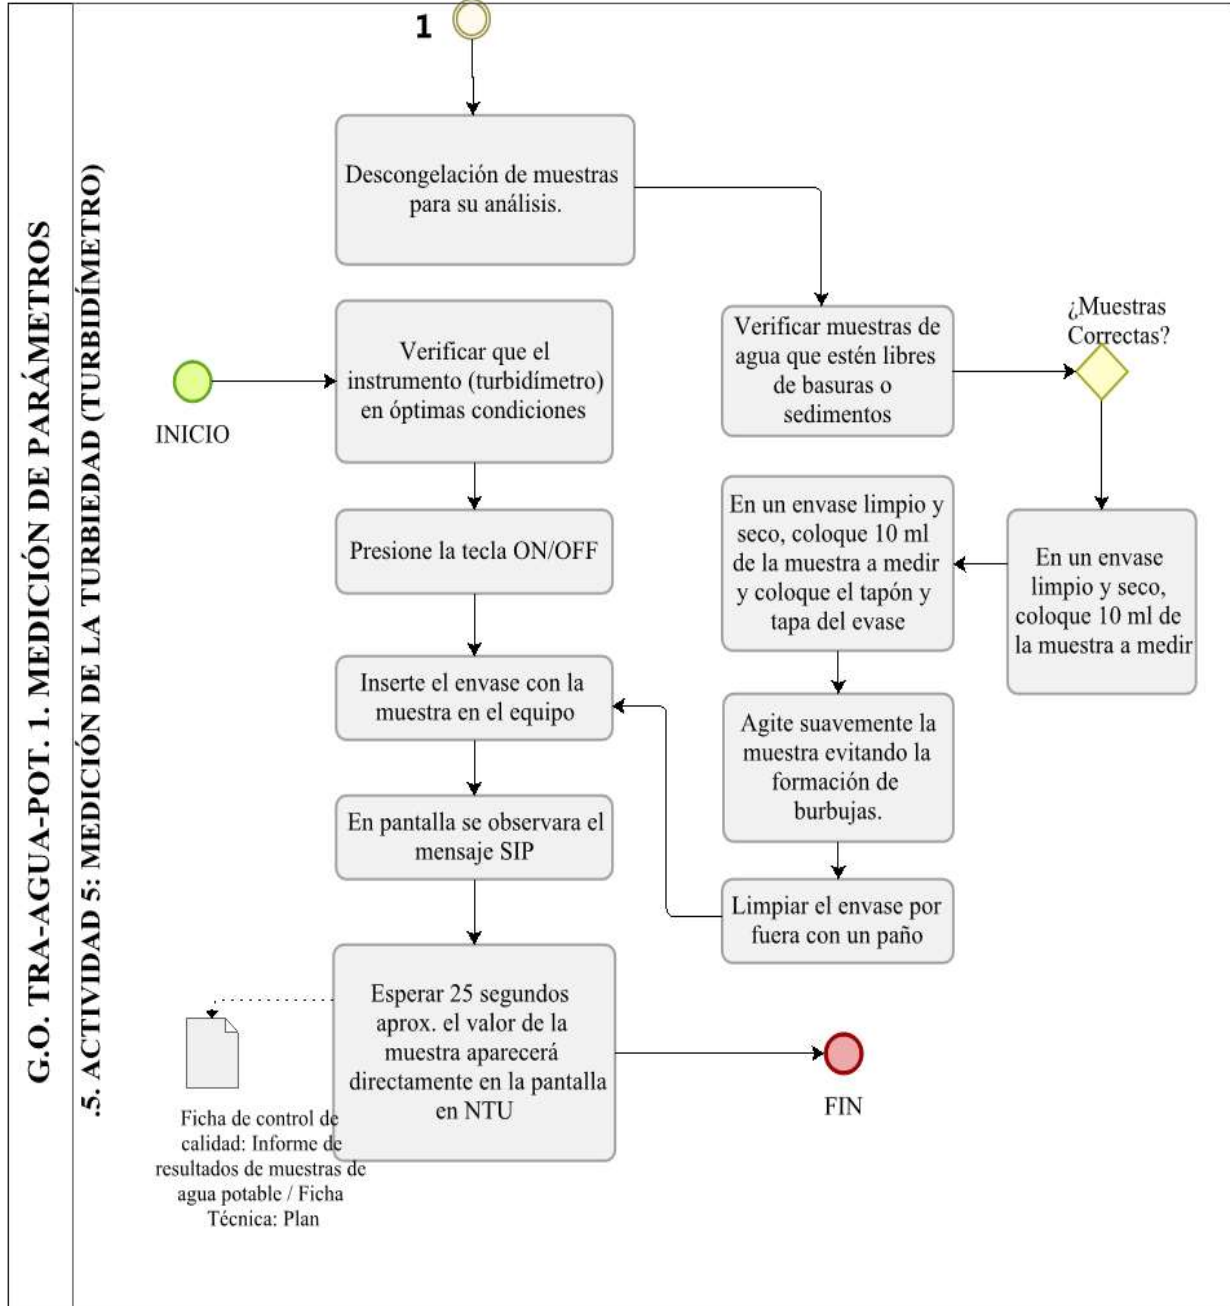 G.O. TRA-AGUA-POT. 1. MEDICIÓN DE PARÁMETROS
.5. ACTIVIDAD 5: MEDICIÓN DE LA TURBIEDAD (TURBIDÍMETRO)
1
Descongelación de muestras
para su análisis.
INICIO
Verificar que el
instrumento (turbidímetro)
en óptimas condiciones
Presione la tecla ON/OFF
Inserte el envase con la
muestra en el equipo
En pantalla se observara el
mensaje SIP
Esperar 25 segundos
aprox. el valor de la
muestra aparecerá
directamente en la pantalla
en NTU
Ficha de control de
calidad: Informe de
resultados de muestras de
agua potable / Ficha
Técnica: Plan
Verificar muestras de
agua que estén libres
de basuras o
sedimentos
¿Muestras
Correctas?
En un envase
limpio y seco,
coloque 10 ml de
la muestra a medir
En un envase limpio y
seco, coloque 10 ml
de la muestra a medir
y coloque el tapón y
tapa del evase
Agite suavemente la
muestra evitando la
formación de
burbujas.
Limpiar el envase por
fuera con un paño
FIN